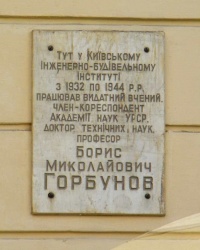 Тут у Київському
Інженерно-будівельному
інституті
з 1932 по 1944 р.р.
працював видатний вчений,
член-кореспондент
Академії наук УРСР,
доктор технічних наук,
професор
Борис
Миколайович
ГОРБУНОВ